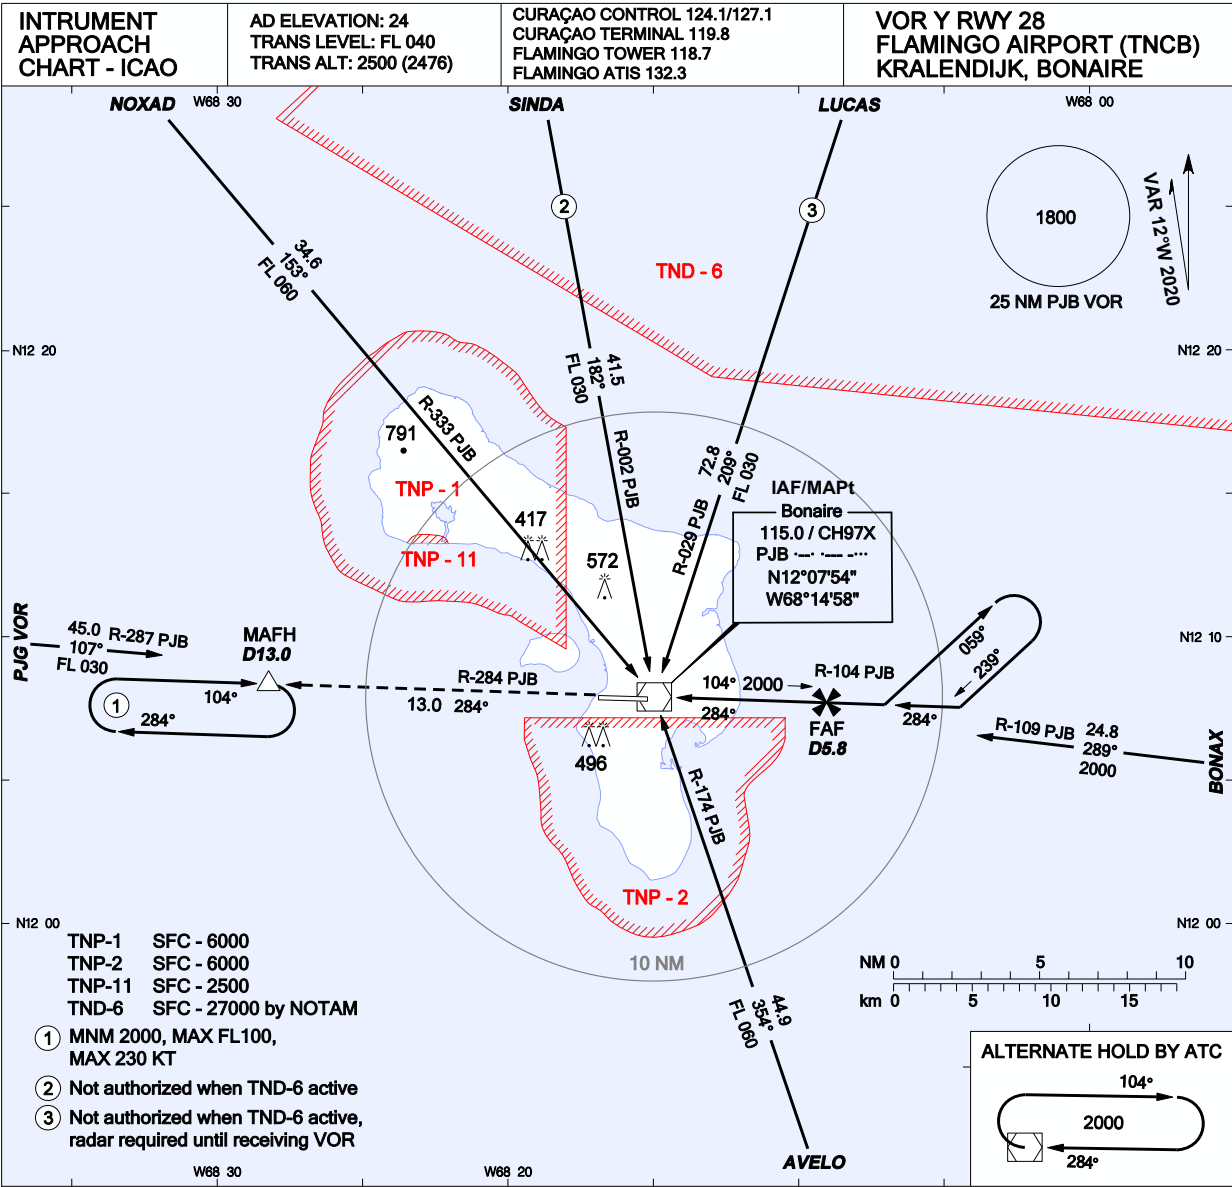 INTRUMENT
APPROACH
CHART - ICAO
AD ELEVATION: 24
TRANS LEVEL: FL 040
TRANS ALT: 2500 (2476)
CURAÇAO CONTROL 124.1/127.1
CURAÇAO TERMINAL 119.8
FLAMINGO TOWER 118.7
FLAMINGO ATIS 132.3
VOR Y RWY 28
FLAMINGO AIRPORT (TNCB)
KRALENDIJK, BONAIRE
NOXAD
W68 30
SINDA
LUCAS
W68 00
2
3
1800
25 NM PJB VOR
VAR 12°W 2020
34.6
153°
FL 060
TND - 6
N12 20
N12 20
41.5
182°
FL 030
R-333 PJB
R-002 PJB
72.8
209°
FL 030
R-029 PJB
791
TNP - 1
417
TNP - 11
572
IAF/MAPt
Bonaire
115.0 / CH97X
PJB ·--· ·--- -···
N12°07'54"
W68°14'58"
PJG VOR
45.0
107°
FL 030
R-287 PJB
MAFH
D13.0
N12 10
059°
239°
1
104°
284°
R-284 PJB
13.0 284°
104° 2000
284°
R-104 PJB
FAF
D5.8
284°
R-109 PJB
24.8
289°
2000
BONAX
496
R-174 PJB
TNP - 2
N12 00
N12 00
10 NM
44.9
354°
FL 060
AVELO
TNP-1 SFC - 6000
TNP-2 SFC - 6000
TNP-11 SFC - 2500
TND-6 SFC - 27000 by NOTAM
1 MNM 2000, MAX FL100,
MAX 230 KT
2 Not authorized when TND-6 active
3 Not authorized when TND-6 active,
radar required until receiving VOR
NM 0 5 10
km 0 5 10 15
ALTERNATE HOLD BY ATC
104°
2000
284°
W68 30
W68 20